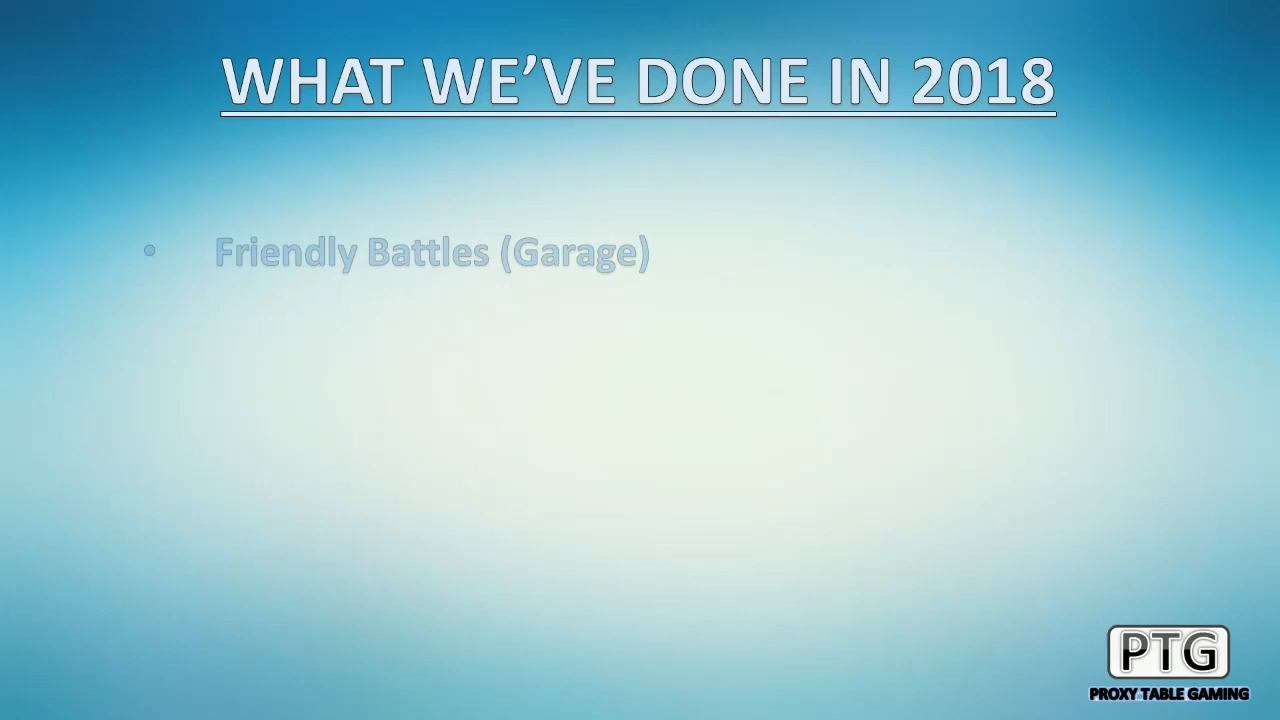 WHAT WE’VE DONE IN 2018
• Friendly Battles (Garage)
PTG
PROXY TABLE GAMING